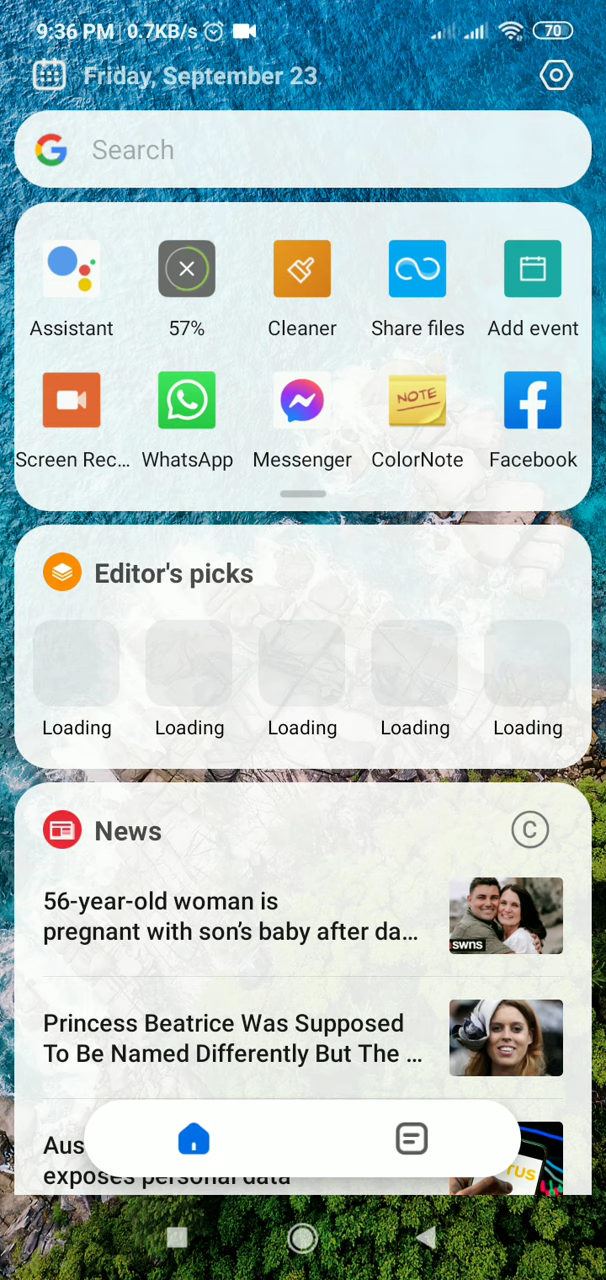 9:36 PM | 0.7KB/s 70
Friday, September 23
Search
Assistant 57% Cleaner Share files Add event
NOTE
Screen Rec... WhatsApp Messenger ColorNote Facebook
Editor's picks
Loading Loading Loading Loading Loading
News C
56-year-old woman is
pregnant with son's baby after da...
swns
Princess Beatrice Was Supposed
To Be Named Differently But The ...
Aus
exposes personal data
rus